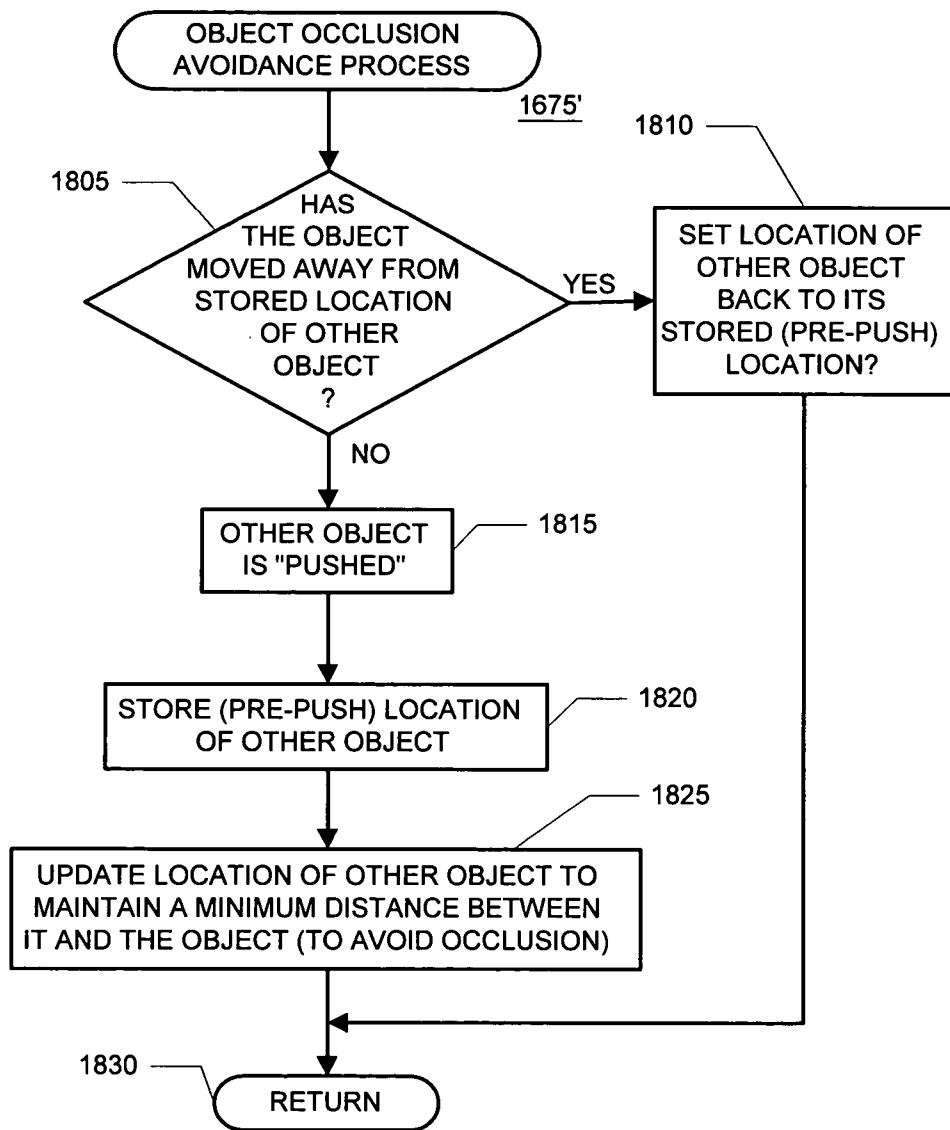 OBJECT OCCLUSION
AVOIDANCE PROCESS
1675'
1810
1805
HAS
THE OBJECT
MOVED AWAY FROM
STORED LOCATION
OF OTHER
OBJECT
?
YES
SET LOCATION OF
OTHER OBJECT
BACK TO ITS
STORED (PRE-PUSH)
LOCATION?
NO
OTHER OBJECT
IS "PUSHED"
1815
STORE (PRE-PUSH) LOCATION
OF OTHER OBJECT
1820
1825
UPDATE LOCATION OF OTHER OBJECT TO
MAINTAIN A MINIMUM DISTANCE BETWEEN
IT AND THE OBJECT (TO AVOID OCCLUSION)
1830
RETURN